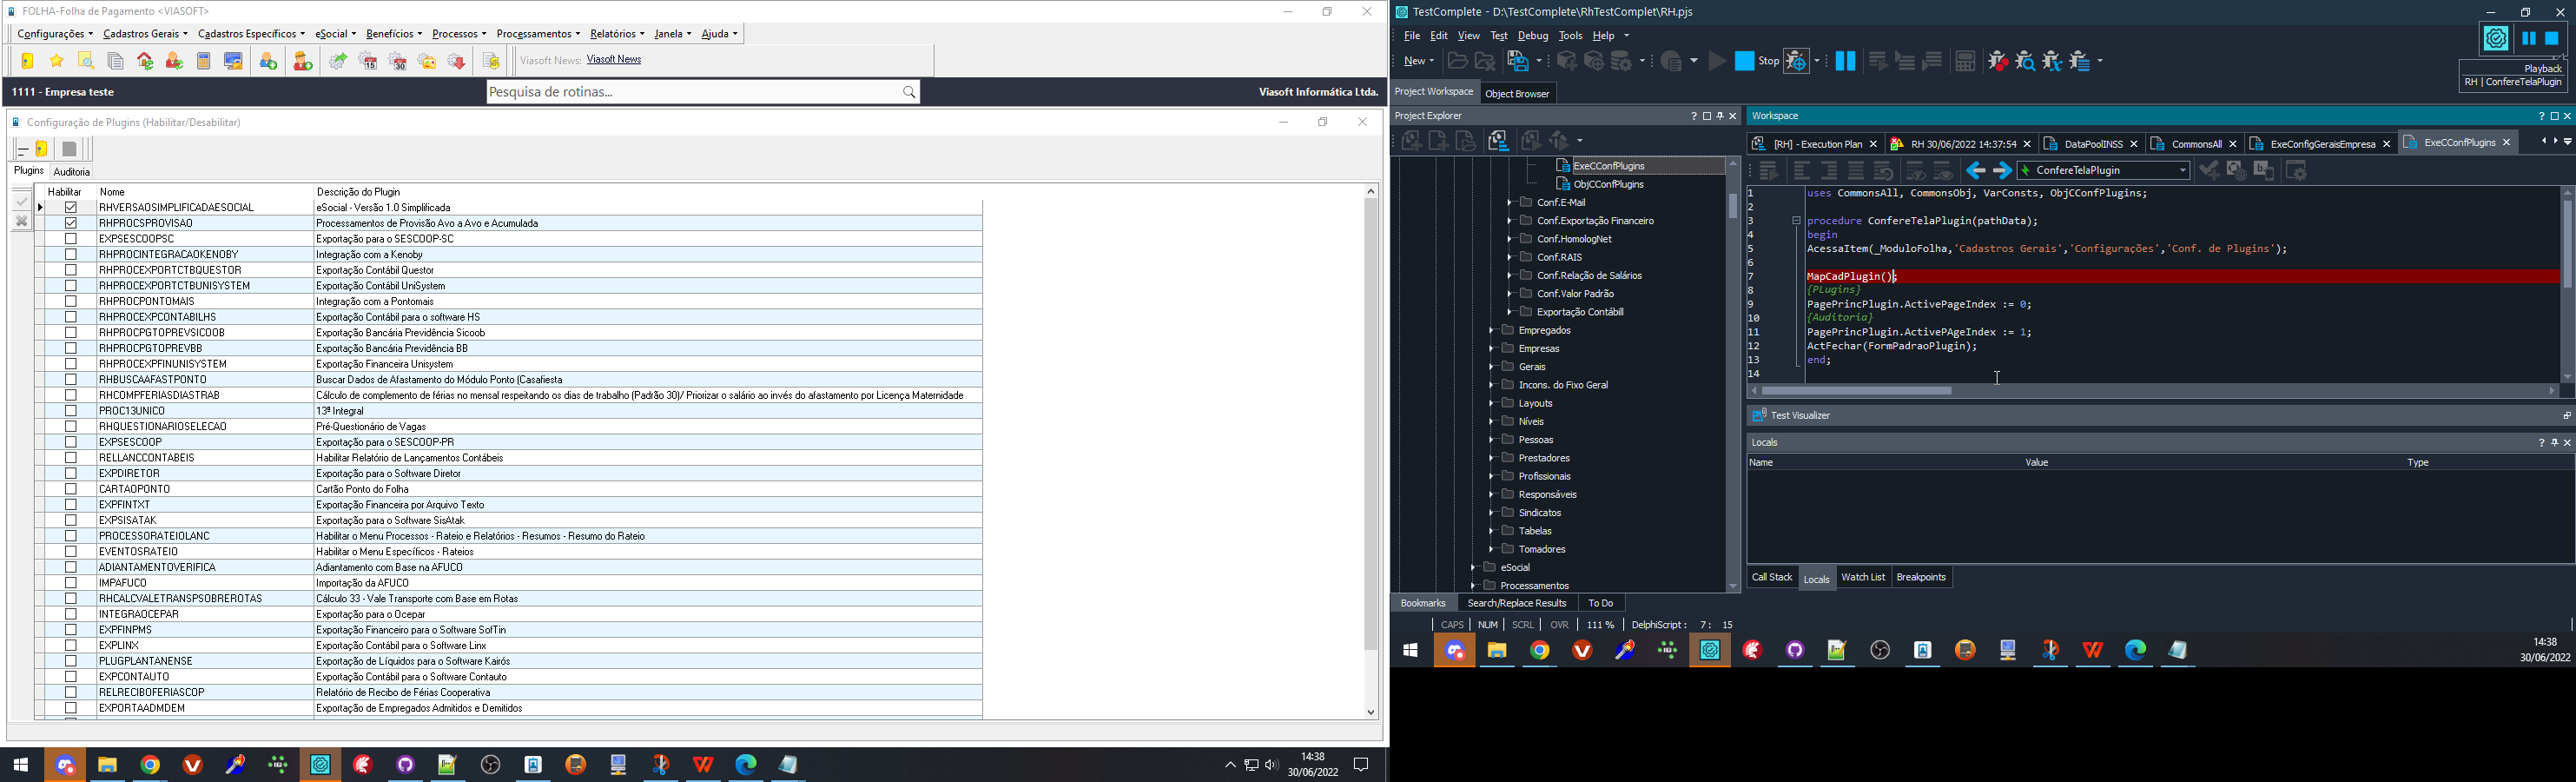 FOLHA-Folha de Pagamento <VIASOFT>
Configurações Cadastros Gerais Cadastros Específicos eSocial Benefícios Processos Processamentos Relatórios Janela Ajuda
Viasoft News: Viasoft News
1111 - Empresa teste
Pesquisa de rotinas...
Viasoft Informática Ltda.
Configuração de Plugins (Habilitar/Desabilitar)
Plugins Auditoria
Habilitar Nome Descrição do Plugin
RHVERSAOSIMPLIFICADAESOCIAL eSocial - Versão 1.0 Simplificada
RHPROCSPROVISAO Processamentos de Provisão Avo a Avo e Acumulada
EXPSESCOOPSC Exportação para o SESCOOP-SC
RHPROCINTEGRACAOKENOBY Integração com a Kenoby
RHPROCEXPORTCTBQUESTOR Exportação Contábil Questor
RHPROCEXPORTCTBUNISYSTEM Exportação Contábil UniSystem
RHPROCPONTOMAIS Integração com a Pontomais
RHPROCEXPCONTABILHS Exportação Contábil para o software HS
RHPROCPGTOPREVSICOOB Exportação Bancária Previdência Sicoob
RHPROCPGTOPREVBB Exportação Bancária Previdência BB
RHPROCEXPFINUNISYSTEM Exportação Financeira Unisystem
RHBUSCAAFASTPONTO Buscar Dados de Afastamento do Módulo Ponto (Casafiesta
RHCOMPFERIASDIASTRAB Cálculo de complemento de férias no mensal respeitando os dias de trabalho (Padrão 30)/ Priorizar o salário ao invés do afastamento por Licença Maternidade
PROC13UNICO 13ª Integral
RHQUESTIONARIOSELECAO Pré-Questionário de Vagas
EXPSESCOOP Exportação para o SESCOOP-PR
RELLANCCONTABEIS Habilitar Relatório de Lançamentos Contábeis
EXPDIRETOR Exportação para o Software Diretor
CARTAOPONTO Cartão Ponto do Folha
EXPFINTXT Exportação Financeira por Arquivo Texto
EXPSISATAK Exportação para o Software SisAtak
PROCESSORATEIOLANC Habilitar o Menu Processos - Rateio e Relatórios - Resumos - Resumo do Rateio
EVENTOSRATEIO Habilitar o Menu Específicos - Rateios
ADIANTAMENTOVERIFICA Adiantamento com Base na AFUCO
IMPAFUCO Importação da AFUCO
RHCALCVALETRANSPSOBREROTAS Cálculo 33 - Vale Transporte com Base em Rotas
INTEGRAOCEPAR Exportação para o Ocepar
EXPFINPMS Exportação Financeiro para o Software SofTin
EXPLINX Exportação Contábil para o Software Linx
PLUGPLANTANENSE Exportação de Líquidos para o Software Kairós
EXPCONTAUTO Exportação Contábil para o Software Contauto
RELRECIBOFERIASCOP Relatório de Recibo de Férias Cooperativa
EXPORTAADMDEM Exportação de Empregados Admitidos e Demitidos
14:38
30/06/2022
TestComplete - D:\TestComplete\RhTestComplet\RH.pjs
File Edit View Test Debug Tools Help
New Stop
Playback
RH | ConfereTelaPlugin
Project Workspace Object Browser
Project Explorer
ExeCConfPlugins
ObjCConfPlugins
Conf.E-Mail
Conf.Exportação Financeiro
Conf.HomologNet
Conf.RAIS
Conf.Relação de Salários
Conf.Valor Padrão
Exportação Contábill
Empregados
Empresas
Gerais
Incons. do Fixo Geral
Layouts
Níveis
Pessoas
Prestadores
Profissionais
Responsáveis
Sindicatos
Tabelas
Tomadores
eSocial
Processamentos
Workspace
[RH] - Execution Plan RH 30/06/2022 14:37:54 DataPoolINSS CommonsAll ExeConfigGeraisEmpresa ExeCConfPlugins
ConfereTelaPlugin
1 uses CommonsAll, CommonsObj, VarConsts, ObjCConfPlugins;
2
3 procedure ConfereTelaPlugin(pathData);
4 begin
5 AcessaItem(_ModuloFolha,'Cadastros Gerais','Configurações','Conf. de Plugins');
6
7 MapCadPlugin();
8 {PLugins}
9 PagePrincPlugin.ActivePageIndex := 0;
10 {Auditoria}
11 PagePrincPlugin.ActivePAgeIndex := 1;
12 ActFechar(FormPadraoPlugin);
13 end;
14
Test Visualizer
Locals
Name Value Type
Call Stack Locals Watch List Breakpoints
Bookmarks Search/Replace Results To Do
CAPS NUM SCRL OVR 111 % DelphiScript : 7 : 15
14:38
30/06/2022